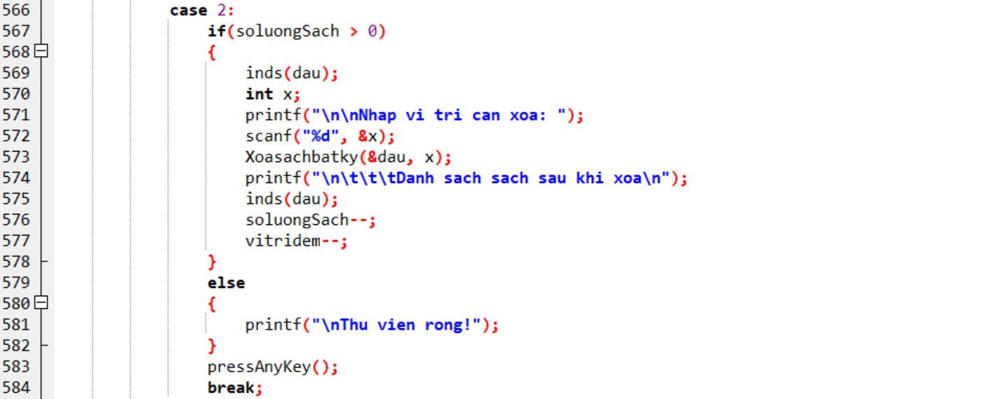 566 case 2:
567 if(soluongSach > 0)
568 {
569 inds(dau);
570 int x;
571 printf("\n\nNhap vi tri can xoa: ");
572 scanf("%d", &x);
573 Xoasachbatky(&dau, x);
574 printf("\n\t\t\tDanh sach sach sau khi xoa\n");
575 inds(dau);
576 soluongSach--;
577 vitridem--;
578 }
579 else
580 {
581 printf("\nThu vien rong!");
582 }
583 pressAnyKey();
584 break;